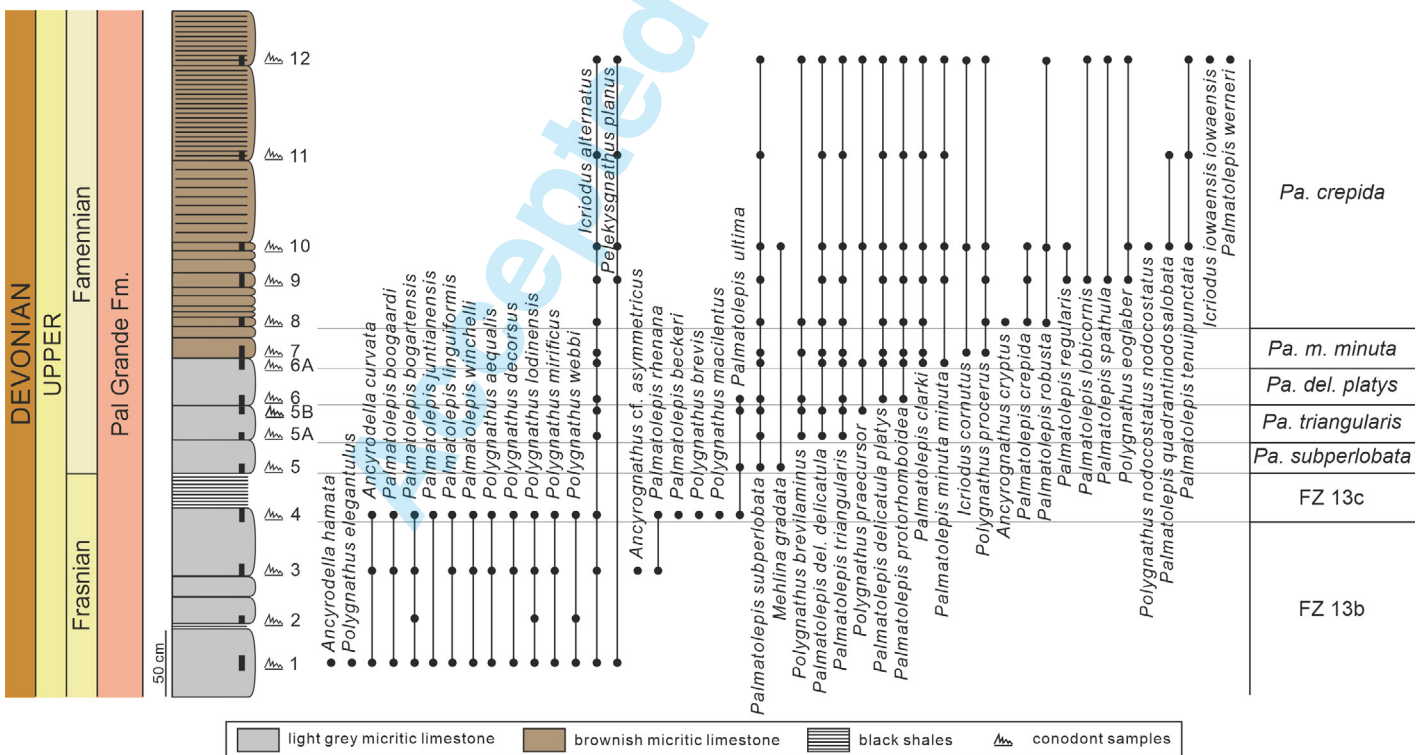 DEVONIAN
UPPER
Famennian
Frasnian
Pal Grande Fm.
50 cm
12
11
10
9
8
7
6A
6
5B
5A
5
4
3
2
1
Accepted
Ancyrodella hamata
Polygnathus elegantulus
Ancyrodella curvata
Palmatolepis boogaardi
Palmatolepis bogartensis
Palmatolepis juntianensis
Palmatolepis linguiformis
Palmatolepis winchelli
Polygnathus aequalis
Polygnathus decorsus
Polygnathus lodinensis
Polygnathus mirificus
Polygnathus webbi
Icriodus alternatus
Pelekysgnathus planus
Ancyrognathus cf. asymmetricus
Palmatolepis rhenana
Palmatolepis beckeri
Polygnathus brevis
Polygnathus macilentus
Palmatolepis ultima
Palmatolepis subperlobata
Mehlina gradata
Polygnathus brevilaminus
Palmatolepis del. delicatula
Palmatolepis triangularis
Polygnathus praecursor
Palmatolepis delicatula platys
Palmatolepis protorhomboidea
Palmatolepis clarki
Palmatolepis minuta minuta
Icriodus cornutus
Polygnathus procerus
Ancyrognathus cryptus
Palmatolepis crepida
Palmatolepis robusta
Palmatolepis regularis
Palmatolepis lobicornis
Palmatolepis spathula
Polygnathus eoglaber
Polygnathus nodocostatus nodocostatus
Palmatolepis quadrantinodosalobata
Palmatolepis tenuipunctata
Icriodus iowaensis iowaensis
Palmatolepis werneri
Pa. crepida
Pa. m. minuta
Pa. del. platys
Pa. triangularis
Pa. subperlobata
FZ 13c
FZ 13b
light grey micritic limestone
brownish micritic limestone
black shales
conodont samples